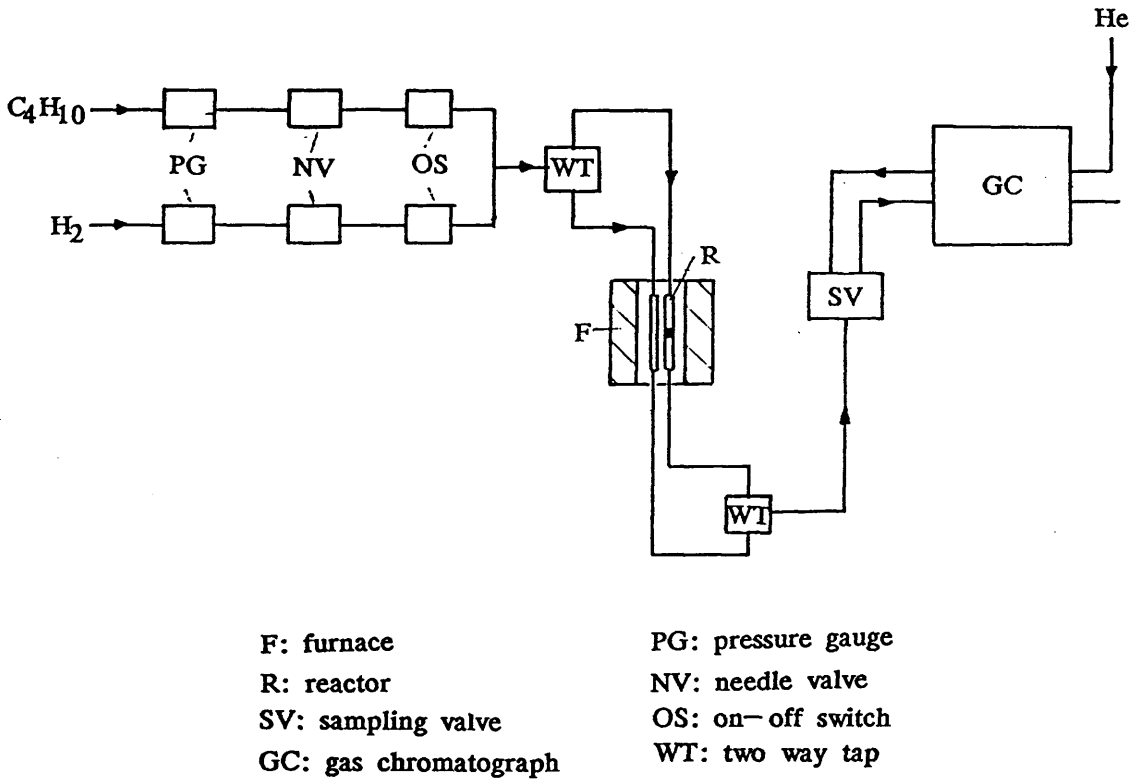 He
C4H10
PG NV OS
WT
H2
GC
R
SV
F
WT
F: furnace
R: reactor
SV: sampling valve
GC: gas chromatograph
PG: pressure gauge
NV: needle valve
OS: on-off switch
WT: two way tap